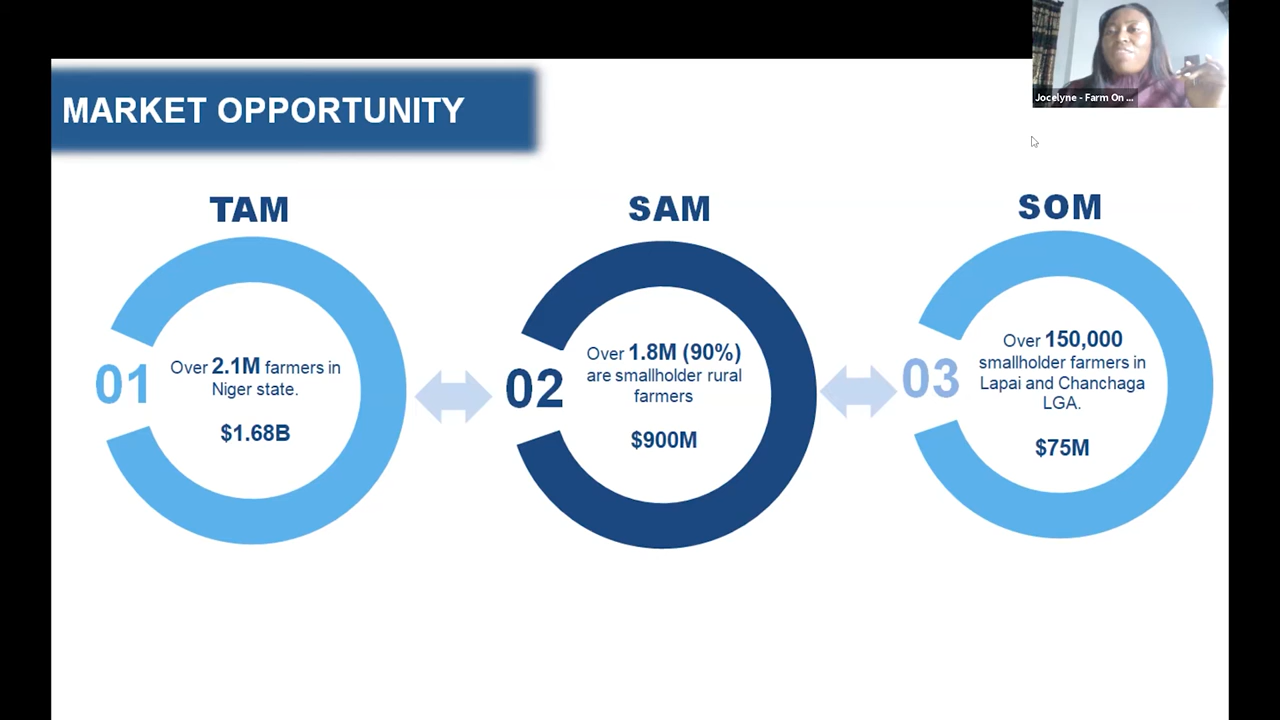 Jocelyne - Farm On ...
MARKET OPPORTUNITY
TAM
01
Over 2.1M farmers in
Niger state.
$1.68B
SAM
02
Over 1.8M (90%)
are smallholder rural
farmers
$900M
SOM
03
Over 150,000
smallholder farmers in
Lapai and Chanchaga
LGA.
$75M